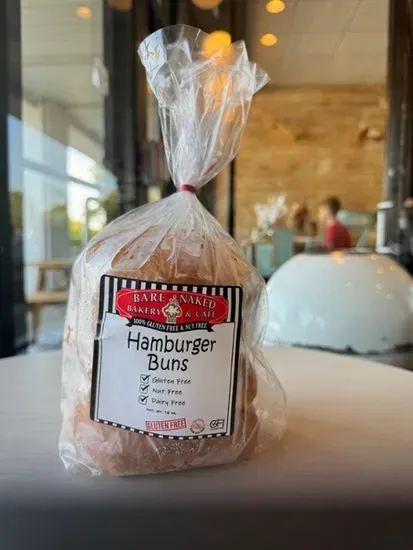 BARE NAKED
BAKERY & CAFE
100% GLUTEN FREE & NUT FREE
Hamburger
Buns
Gluten Free
Nut Free
Dairy Free
GLUTEN FREE
GF